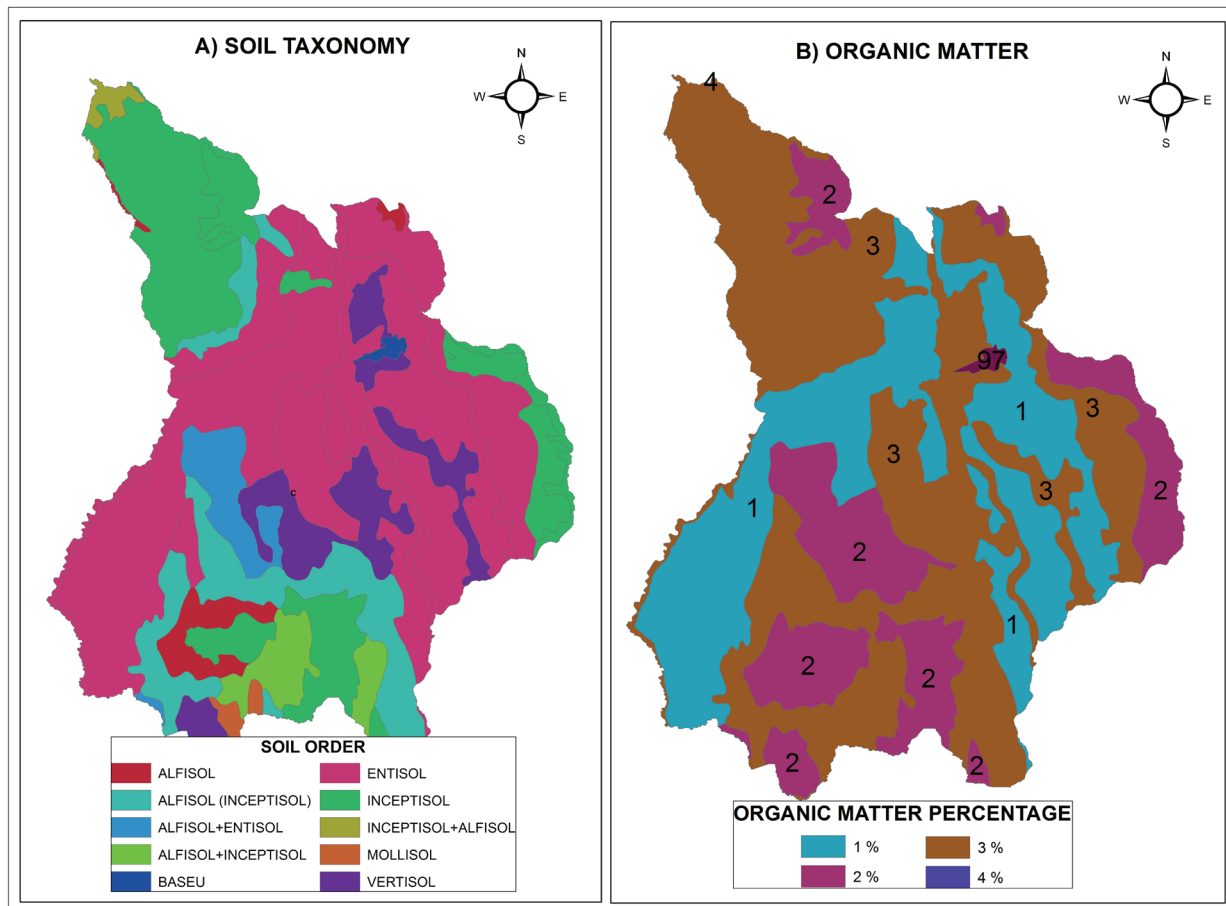 A) SOIL TAXONOMY
N
W
E
S
c
SOIL ORDER
ALFISOL
ENTISOL
ALFISOL (INCEPTISOL)
INCEPTISOL
ALFISOL+ENTISOL
INCEPTISOL+ALFISOL
ALFISOL+INCEPTISOL
MOLLISOL
BASEU
VERTISOL
B) ORGANIC MATTER
N
W
E
S
4
2
3
97
1
3
3
2
3
1
2
1
2
2
2
2
ORGANIC MATTER PERCENTAGE
1 %
3 %
2 %
4 %